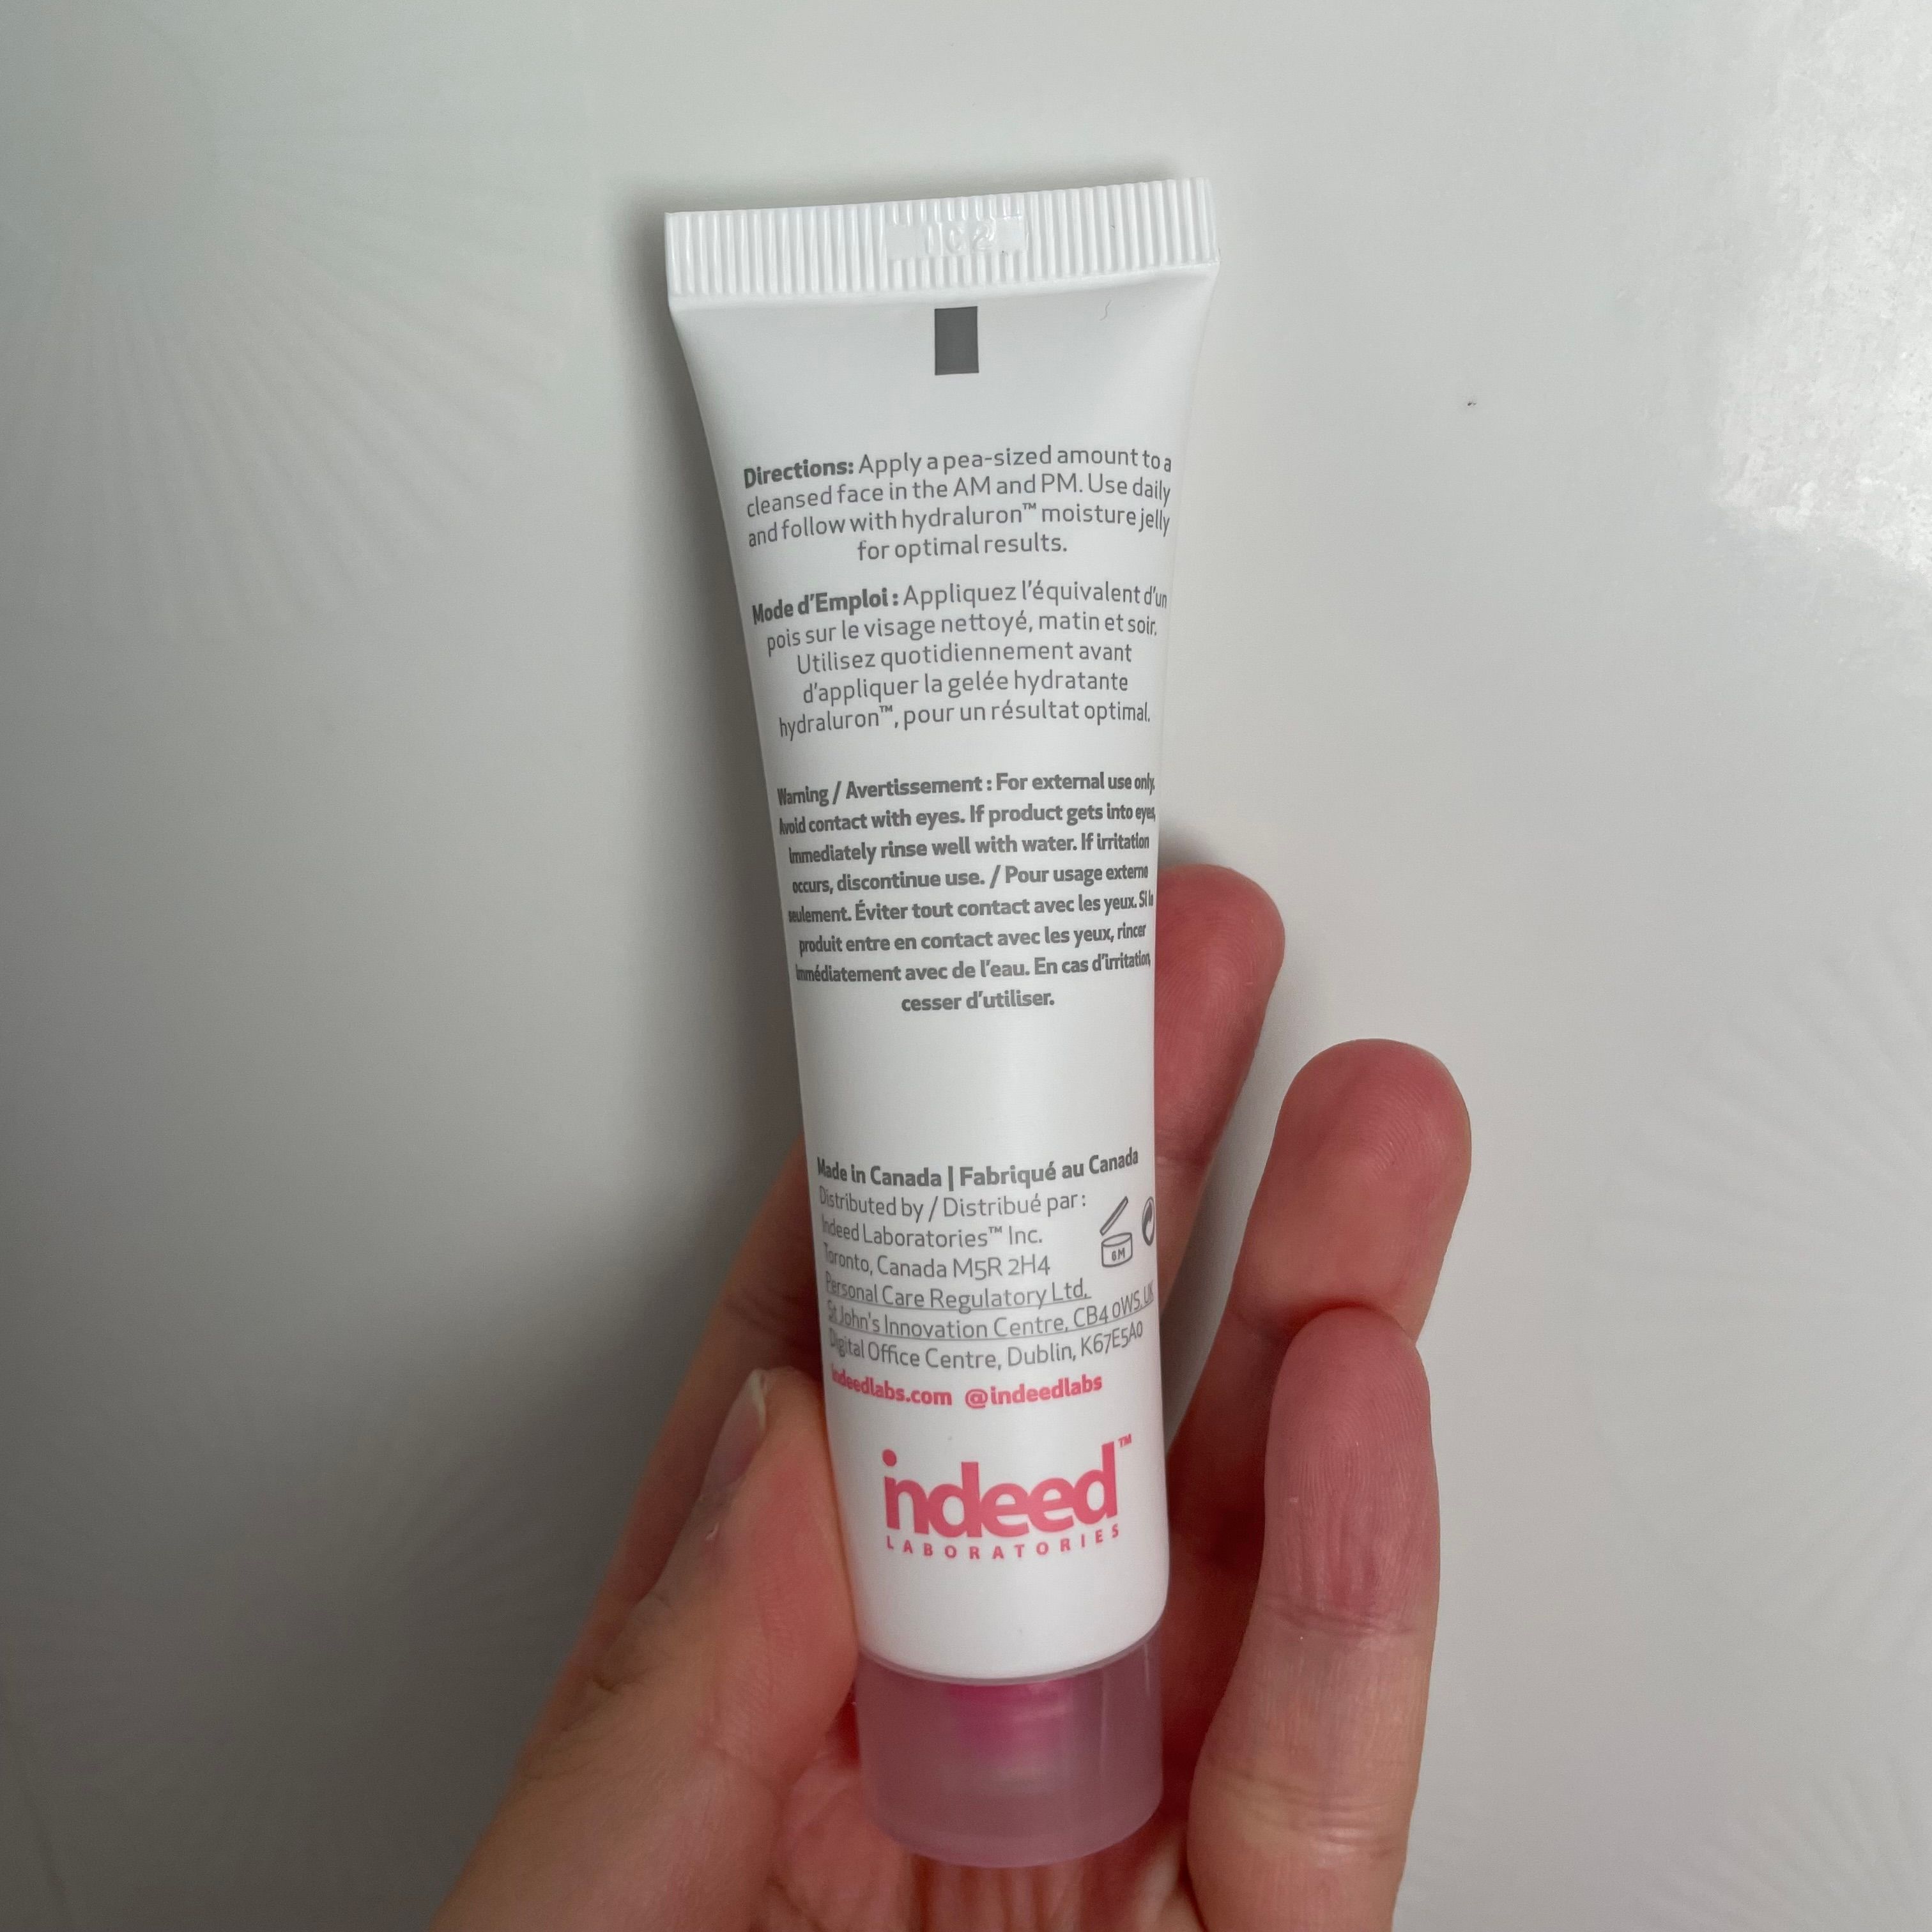 Directions: Apply a pea-sized amount to a
cleansed face in the AM and PM. Use daily
and follow with hydraluron™ moisture jelly
for optimal results.
Mode d'Emploi : Appliquez l'équivalent d'un
pois sur le visage nettoyé, matin et soir.
Utilisez quotidiennement avant
d'appliquer la gelée hydratante
hydraluron™, pour un résultat optimal.
Warning / Avertissement : For external use only.
Avoid contact with eyes. If product gets into eyes,
immediately rinse well with water. If irritation
occurs, discontinue use. / Pour usage externe
seulement. Éviter tout contact avec les yeux. Si le
produit entre en contact avec les yeux, rincer
immédiatement avec de l'eau. En cas d'irritation,
cesser d'utiliser.
Made in Canada | Fabriqué au Canada
Distributed by / Distribué par :
Indeed Laboratories™ Inc.
Toronto, Canada M5R 2H4
6M
Personal Care Regulatory Ltd,
St John's Innovation Centre, CB4 0WS, UK
Digital Office Centre, Dublin, K67E5A0
indeedlabs.com @indeedlabs
indeed™
LABORATORIES